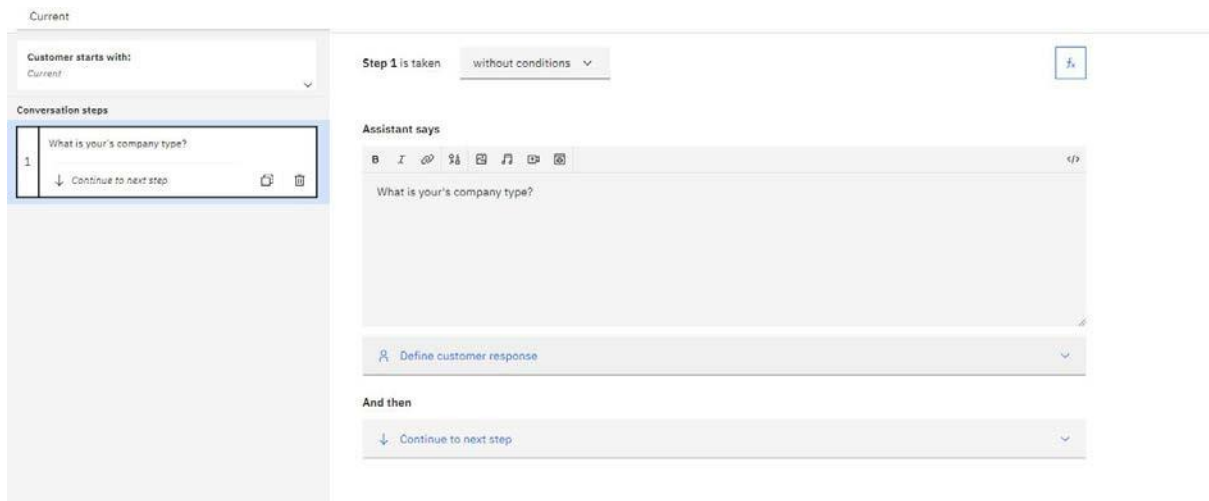 Current
Customer starts with:
Current
Conversation steps
1
What is your's company type?
Continue to next step
Step 1 is taken without conditions
fx
Assistant says
B I </>
What is your's company type?
Define customer response
And then
Continue to next step